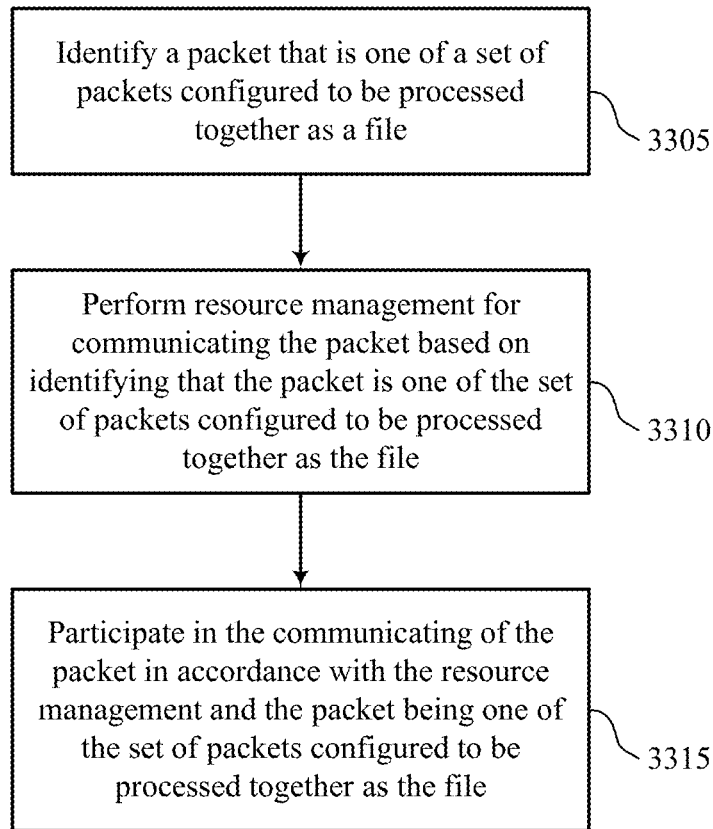 Identify a packet that is one of a set of
packets configured to be processed
together as a file
3305
Perform resource management for
communicating the packet based on
identifying that the packet is one of the set
of packets configured to be processed
together as the file
3310
Participate in the communicating of the
packet in accordance with the resource
management and the packet being one of
the set of packets configured to be
processed together as the file
3315